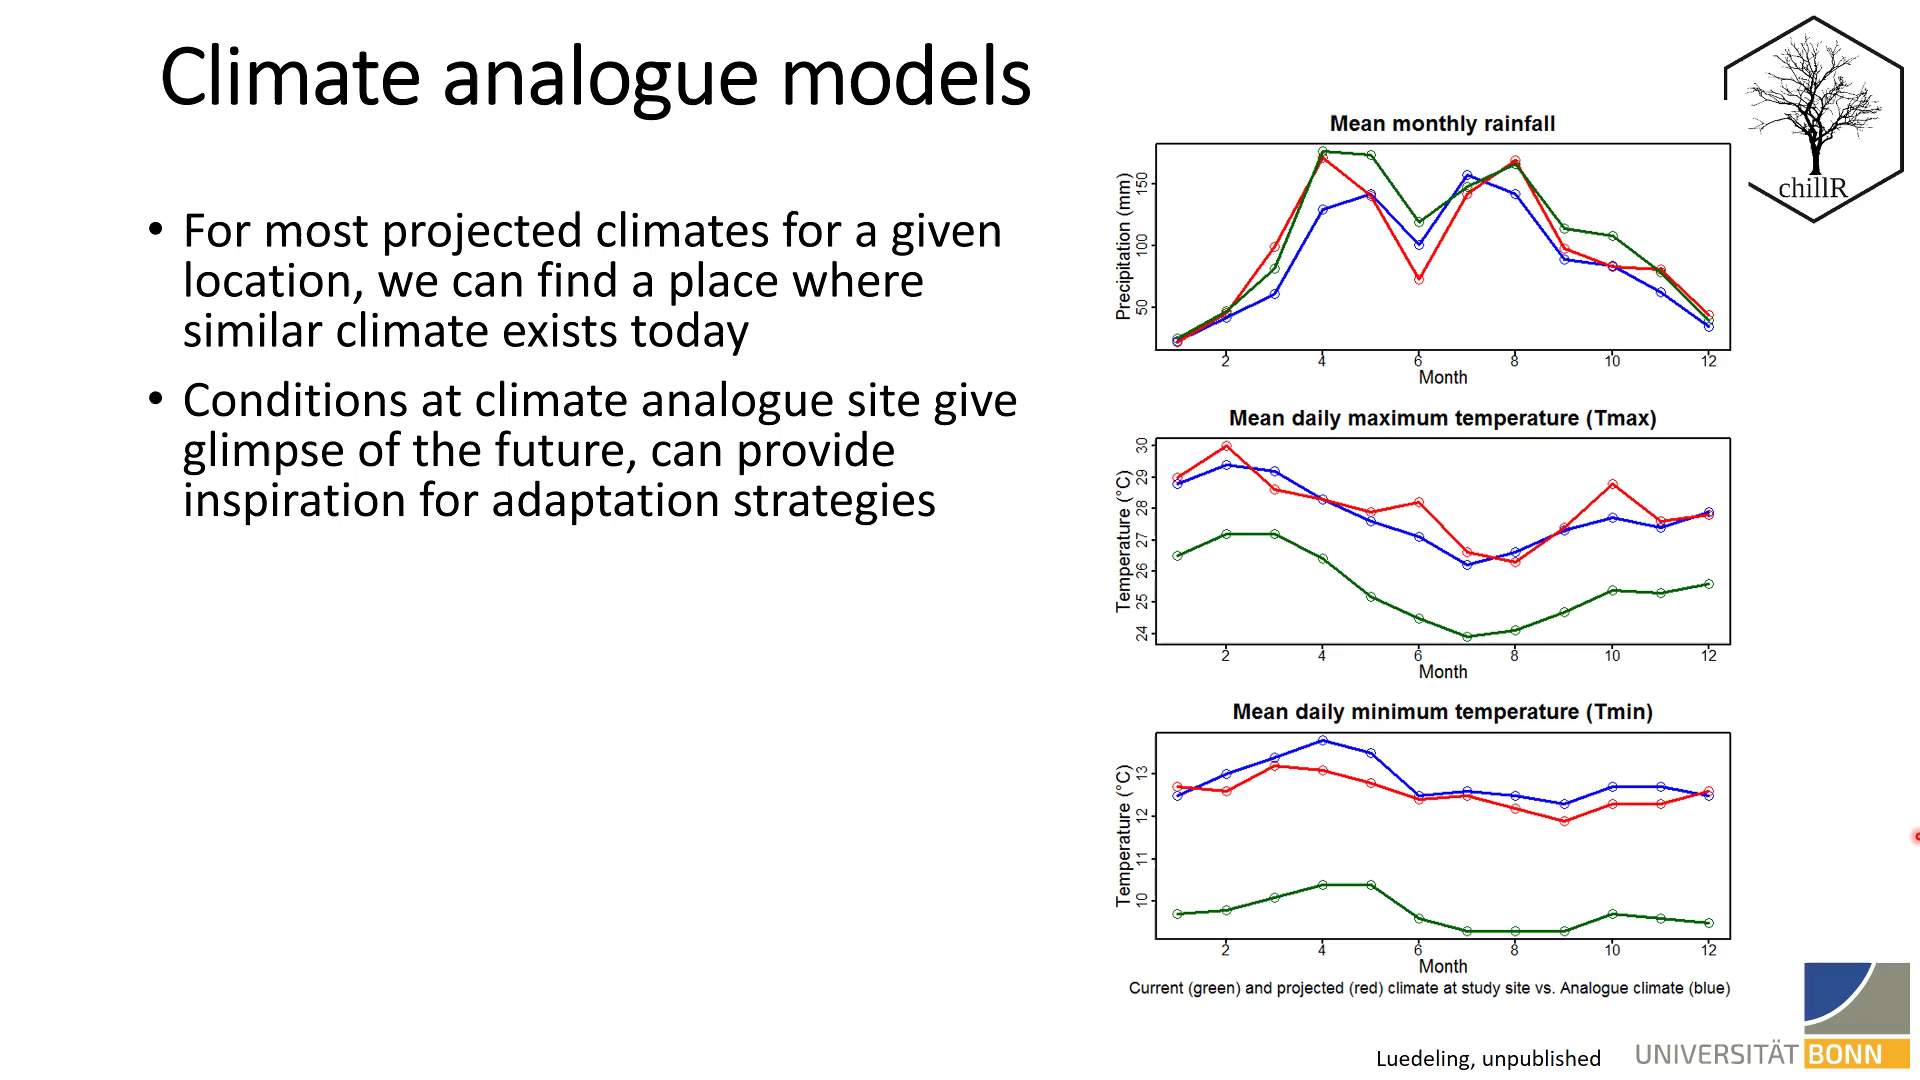 Climate analogue models
• For most projected climates for a given
location, we can find a place where
similar climate exists today
• Conditions at climate analogue site give
glimpse of the future, can provide
inspiration for adaptation strategies
chillR
Mean monthly rainfall
Precipitation (mm)
150
100
50
2 4 6 8 10 12
Month
Mean daily maximum temperature (Tmax)
Temperature (°C)
30
29
28
27
26
25
24
2 4 6 8 10 12
Month
Mean daily minimum temperature (Tmin)
Temperature (°C)
13
12
11
10
2 4 6 8 10 12
Month
Current (green) and projected (red) climate at study site vs. Analogue climate (blue)
Luedeling, unpublished
UNIVERSITÄT BONN